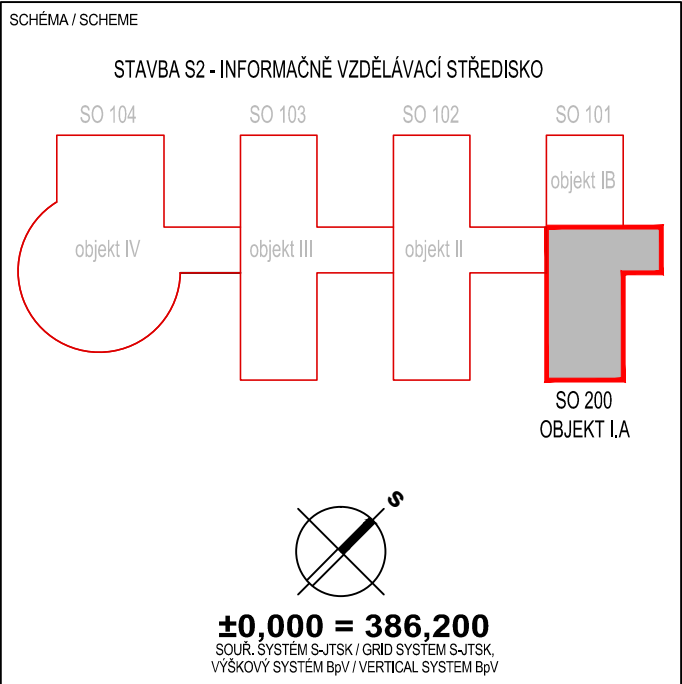 SCHÉMA / SCHEME
STAVBA S2 - INFORMAČNĚ VZDĚLÁVACÍ STŘEDISKO
SO 104
SO 103
SO 102
SO 101
objekt IB
objekt IV
objekt III
objekt II
SO 200
OBJEKT I.A
S
±0,000 = 386,200
SOUŘ. SYSTÉM S-JTSK / GRID SYSTEM S-JTSK,
VÝŠKOVÝ SYSTÉM BpV / VERTICAL SYSTEM BpV